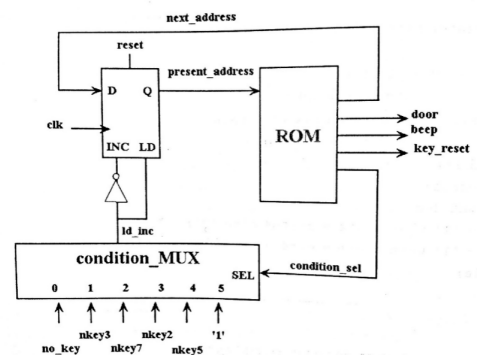 next_address
reset
present_address
D Q
clk
INC LD
ROM
door
beep
key_reset
ld_inc
condition_MUX
SEL
condition_sel
0 1 2 3 4 5
nkey3 nkey2 '1'
no_key nkey7 nkey5